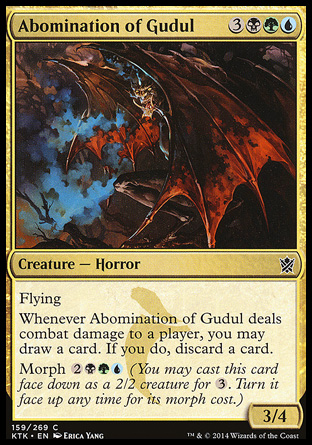 Abomination of Gudul 3
Creature — Horror
Flying
Whenever Abomination of Gudul deals
combat damage to a player, you may
draw a card. If you do, discard a card.
Morph 2 (You may cast this card
face down as a 2/2 creature for 3. Turn it
face up any time for its morph cost.)
3/4
159/269 C
KTK • EN Erica Yang
™ & © 2014 Wizards of the Coast